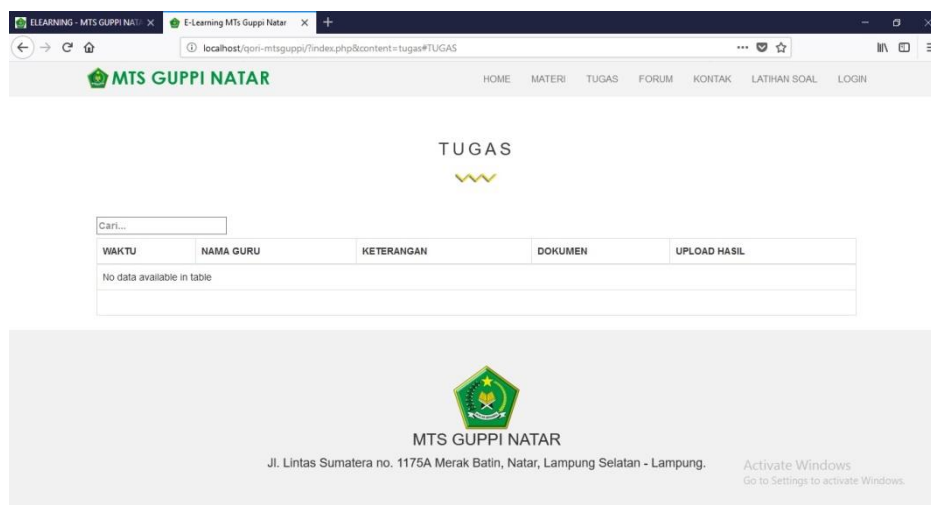 ELEARNING - MTS GUPPI NAT
E-Learning MTs Guppi Natar
localhost/qori-mtsguppi/?index.php&content=tugas#TUGAS
MTS GUPPI NATAR
HOME MATERI TUGAS FORUM KONTAK LATIHAN SOAL LOGIN
TUGAS
Cari...
WAKTU NAMA GURU KETERANGAN DOKUMEN UPLOAD HASIL
No data available in table
MTS GUPPI NATAR
Jl. Lintas Sumatera no. 1175A Merak Batin, Natar, Lampung Selatan - Lampung.
Activate Windows
Go to Settings to activate Windows.